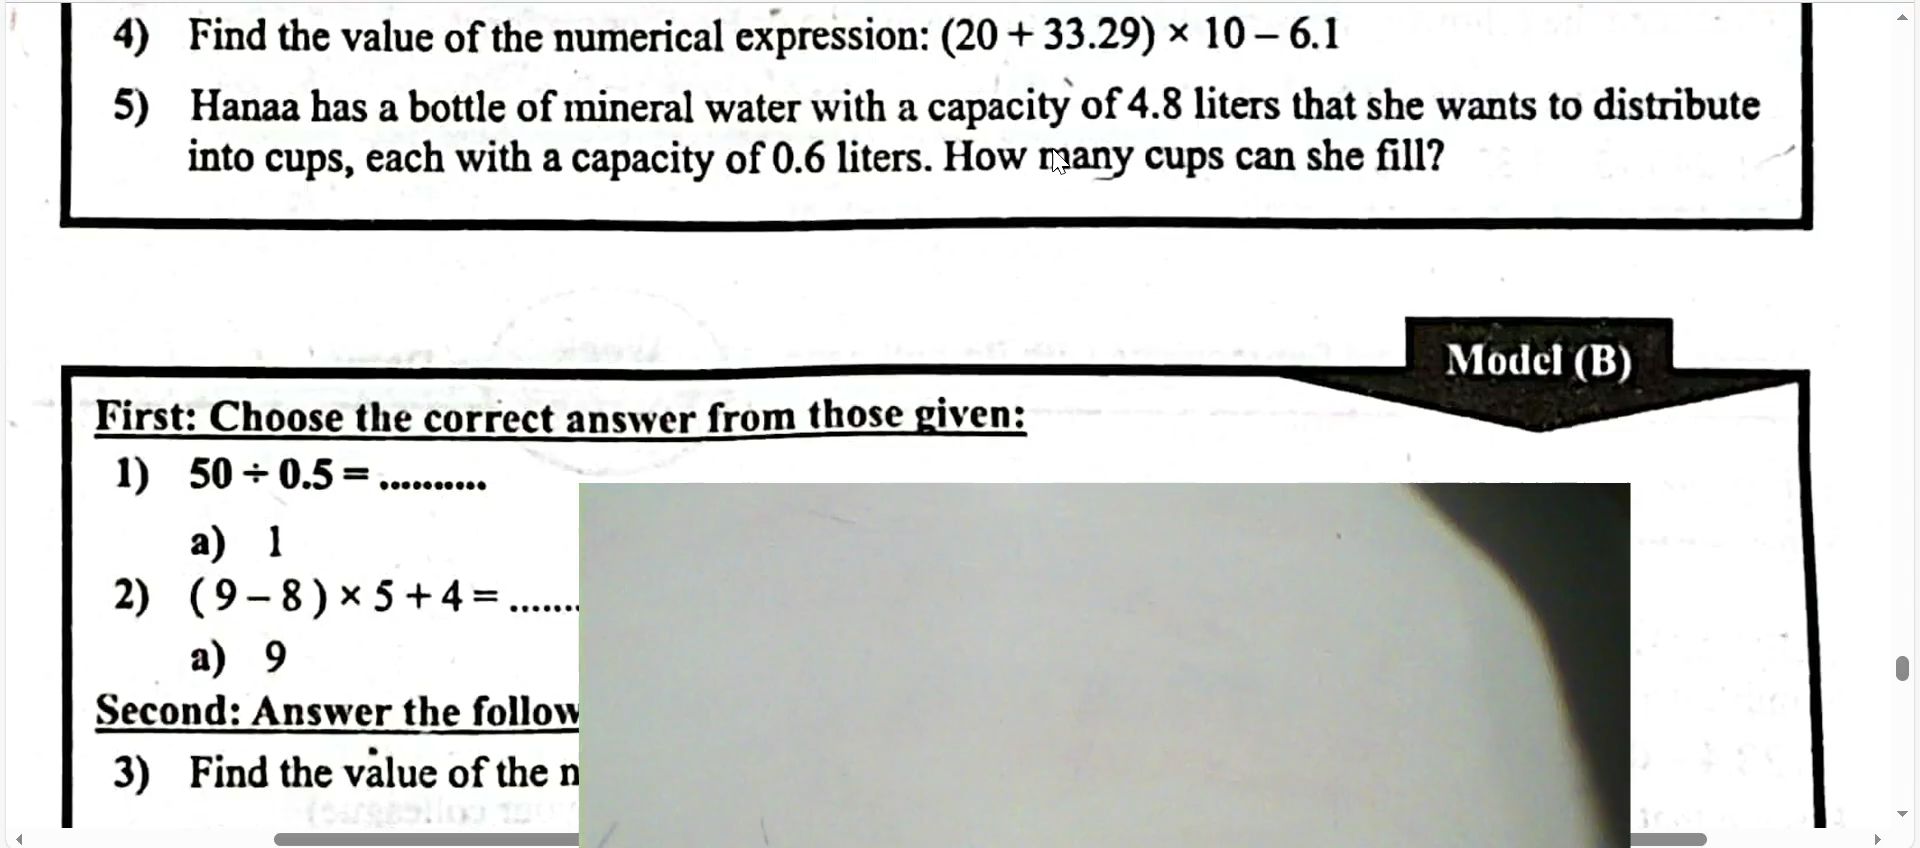 4) Find the value of the numerical expression: (20 + 33.29) × 10 – 6.1
5) Hanaa has a bottle of mineral water with a capacity of 4.8 liters that she wants to distribute
into cups, each with a capacity of 0.6 liters. How many cups can she fill?
Model (B)
First: Choose the correct answer from those given:
1) 50 ÷ 0.5 = ..........
a) 1
2) ( 9 – 8 ) × 5 + 4 = .......
a) 9
Second: Answer the follow
3) Find the value of the n